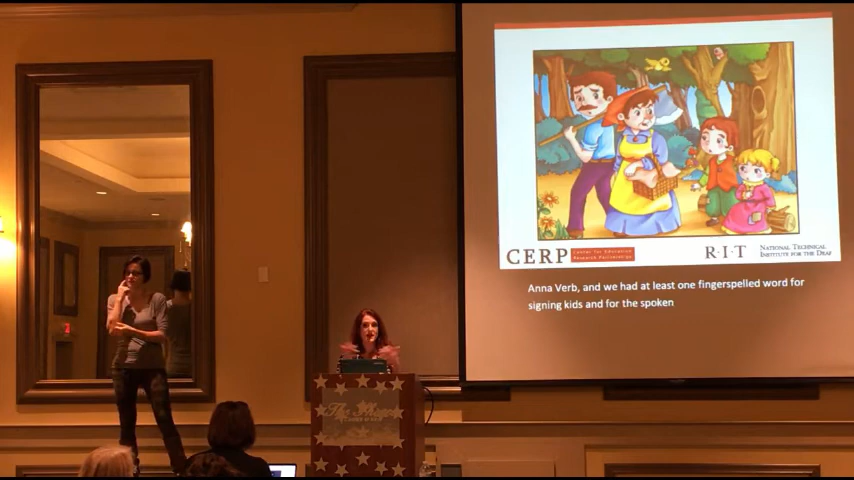 CERP Center for Education
Research Partnerships
R·I·T NATIONAL TECHNICAL
INSTITUTE FOR THE DEAF
Anna Verb, and we had at least one fingerspelled word for
signing kids and for the spoken